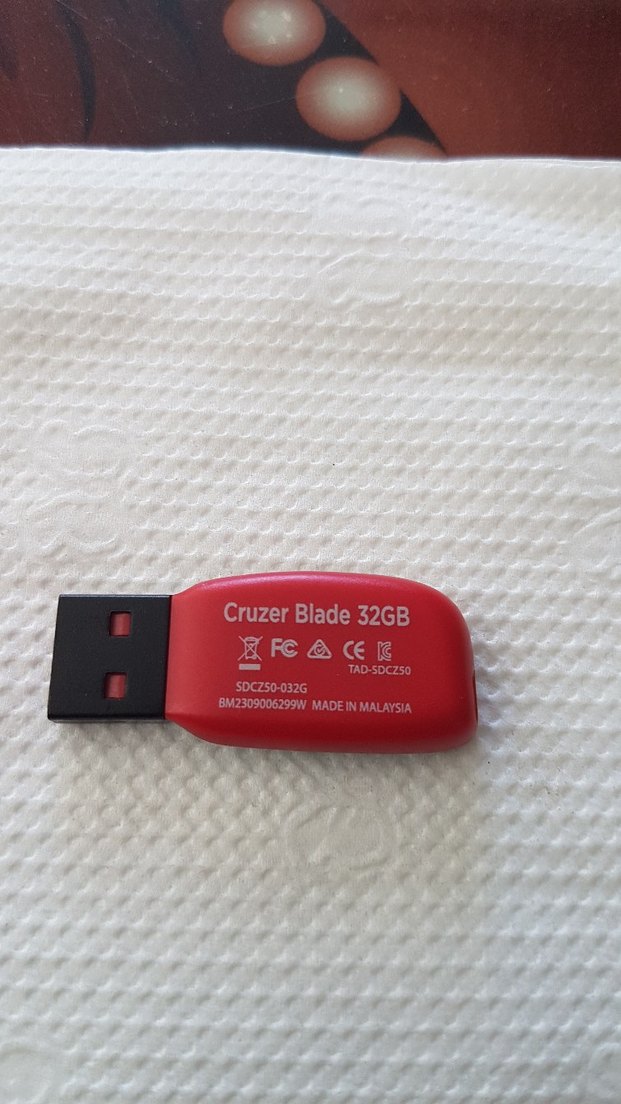 Cruzer Blade 32GB
FC CE
TAD-SDCZ50
SDCZ50-032G
BM2309006299W MADE IN MALAYSIA